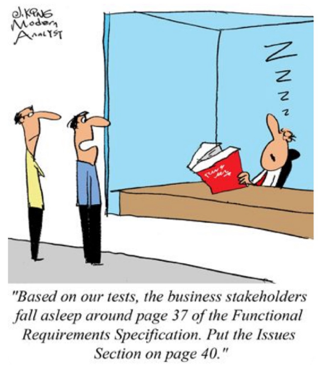 J.KING
Modern
Analyst
Z
Z
Z
Z
Z
"Based on our tests, the business stakeholders
fall asleep around page 37 of the Functional
Requirements Specification. Put the Issues
Section on page 40."